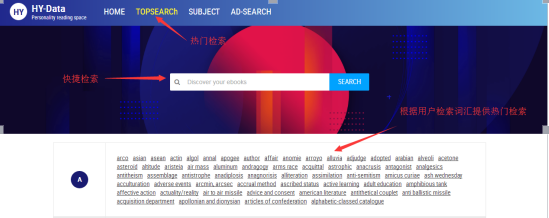 HY
HY-Data
Personality reading space
HOME TOPSEARCh SUBJECT AD-SEARCH
热门检索
快捷检索
Discover your ebooks
SEARCH
根据用户检索词汇提供热门检索
A
arco asian asean actin algol annal apogee author affair anomie arroyo alluvia adjudge adopted arabian alveoli acetone
asteroid altitude aristeia air mass aluminum andragogy arms race acquittal astrophic anacrusis antagonist analgesics
antitheism assemblage antistrophe anadiplosis anagnorisis alliteration assimilation anti-semitism amicus curiae ash wednesday
acculturation adverse events arcmin, arcsec accrual method ascribed status active learning adult education amphibious tank
affective action actuality/reality air to air missile advice and consent american literature antithetical couplet anti ballistic missile
acquisition department apollonian and dionysian articles of confederation alphabetic-classed catalogue